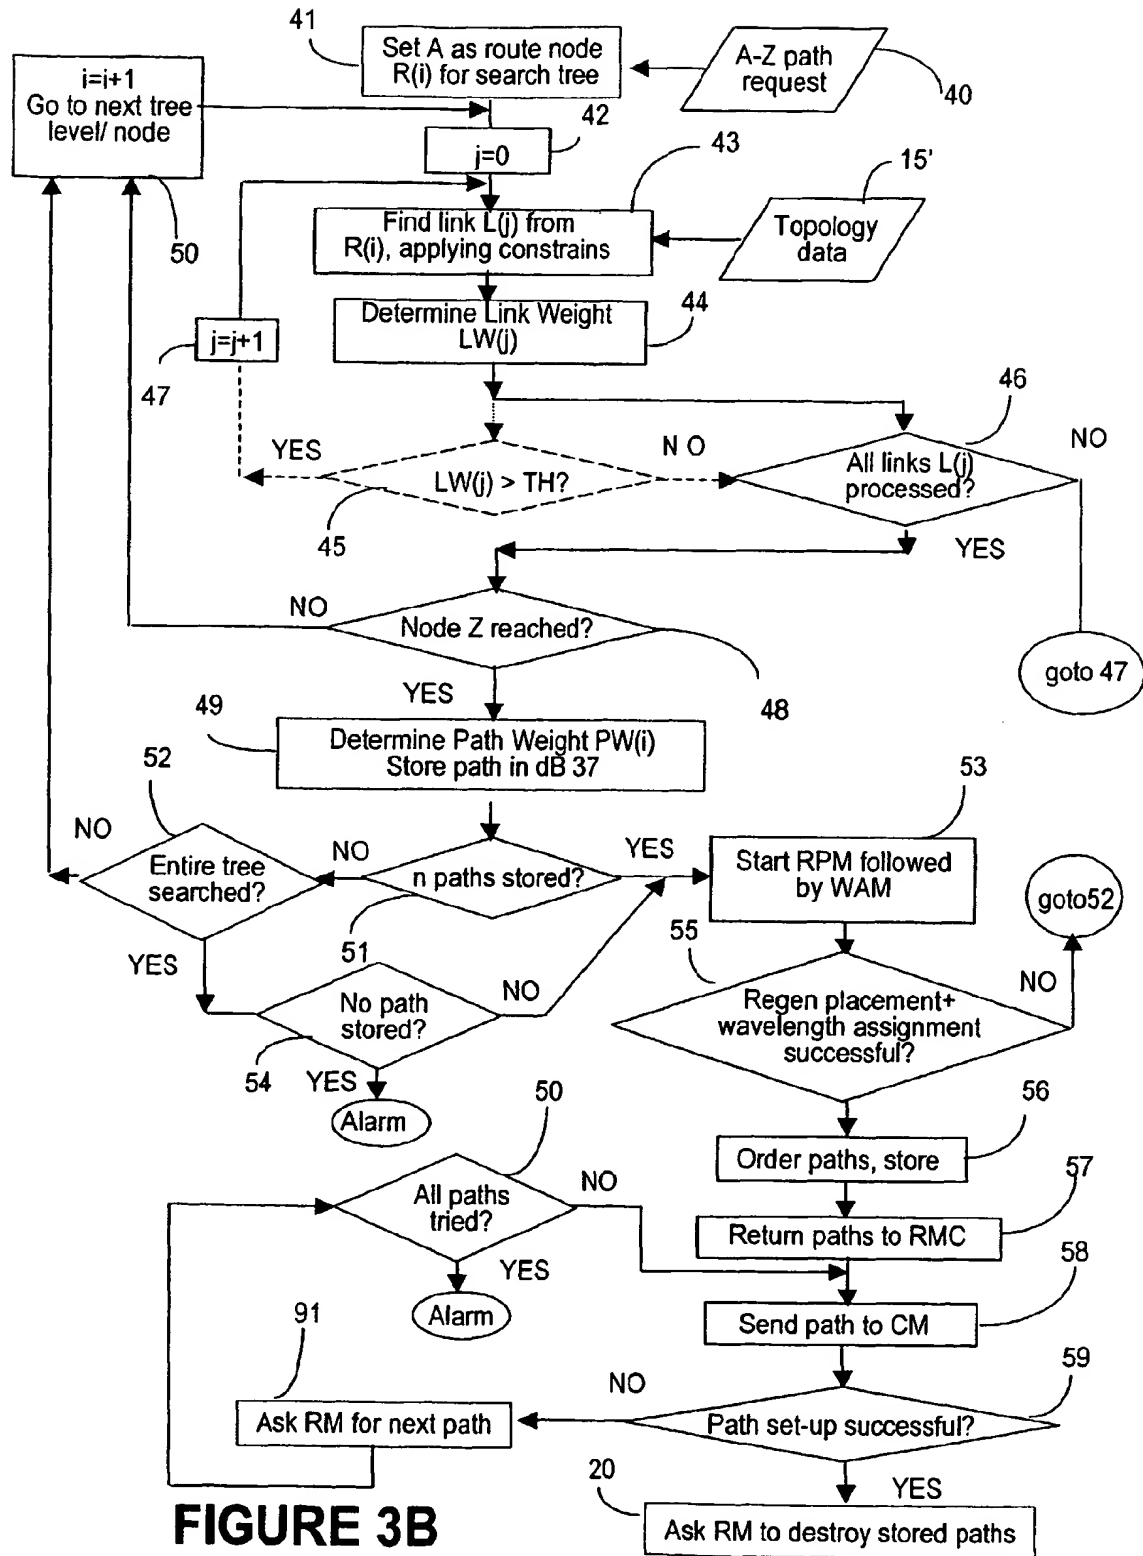 41
Set A as route node
R(i) for search tree
A-Z path
request
40
i=i+1
Go to next tree
level/ node
50
42
j=0
43
15'
Find link L(j) from
R(i), applying constrains
Topology
data
Determine Link Weight
LW(j)
44
j=j+1
47
46
YES
LW(j) > TH?
N O
45
All links L(j)
processed?
NO
YES
goto 47
NO
Node Z reached?
48
YES
49
Determine Path Weight PW(i)
Store path in dB 37
52
NO
Entire tree
searched?
NO
n paths stored?
51
YES
53
Start RPM followed
by WAM
goto52
YES
No path
stored?
NO
54
YES
Alarm
55
Regen placement+
wavelength assignment
successful?
NO
50
All paths
tried?
NO
YES
Alarm
56
Order paths, store
57
Return paths to RMC
58
Send path to CM
91
Ask RM for next path
NO
59
Path set-up successful?
YES
20
Ask RM to destroy stored paths
FIGURE 3B